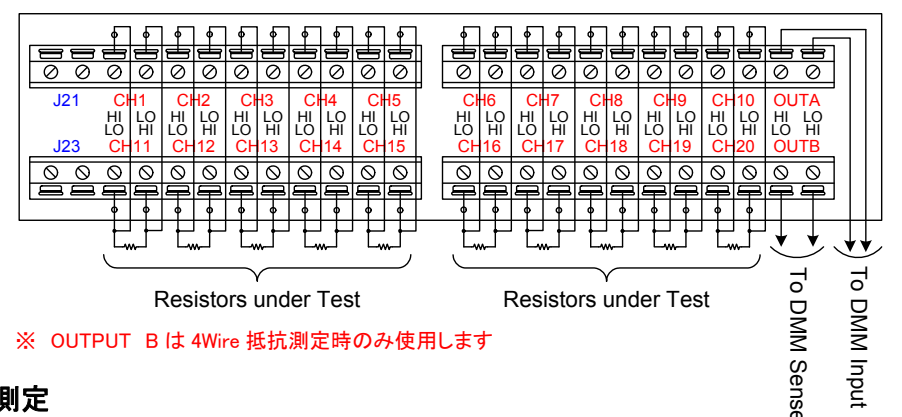 J21 CH1 CH2 CH3 CH4 CH5 CH6 CH7 CH8 CH9 CH10 OUTA
HI LO HI LO HI LO HI LO HI LO HI LO HI LO HI LO HI LO HI LO HI LO
LO HI LO HI LO HI LO HI LO HI LO HI LO HI LO HI LO HI LO HI LO HI
J23 CH11 CH12 CH13 CH14 CH15 CH16 CH17 CH18 CH19 CH20 OUTB
Resistors under Test
Resistors under Test
To DMM Sense
To DMM Input
※ OUTPUT B は 4Wire 抵抗測定時のみ使用します
測定